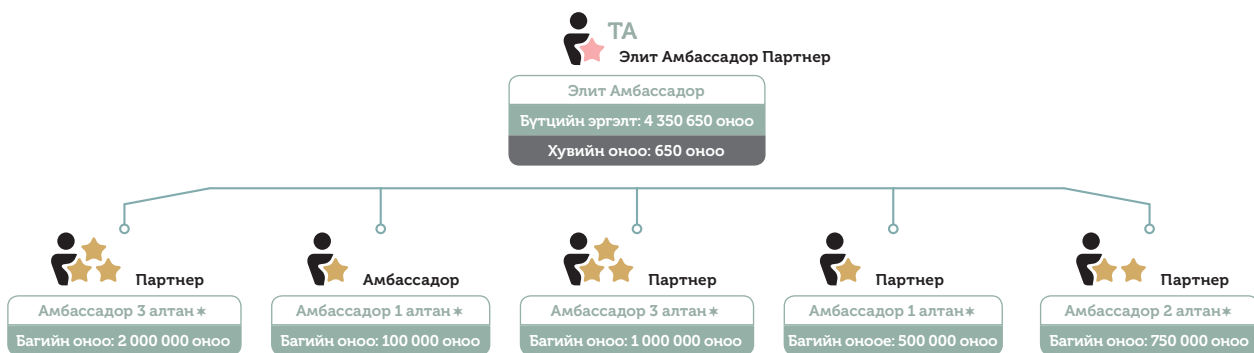 ТА
Элит Амбассадор Партнер
Элит Амбассадор
Бүтцийн эргэлт: 4 350 650 оноо
Хувийн оноо: 650 оноо
Партнер
Амбассадор
Партнер
Партнер
Партнер
Амбассадор 3 алтан✶
Амбассадор 1 алтан✶
Амбассадор 3 алтан✶
Амбассадор 1 алтан✶
Амбассадор 2 алтан✶
Багийн оноо: 2 000 000 оноо
Багийн оноо: 100 000 оноо
Багийн оноо: 1 000 000 оноо
Багийн онооe: 500 000 оноо
Багийн оноо: 750 000 оноо